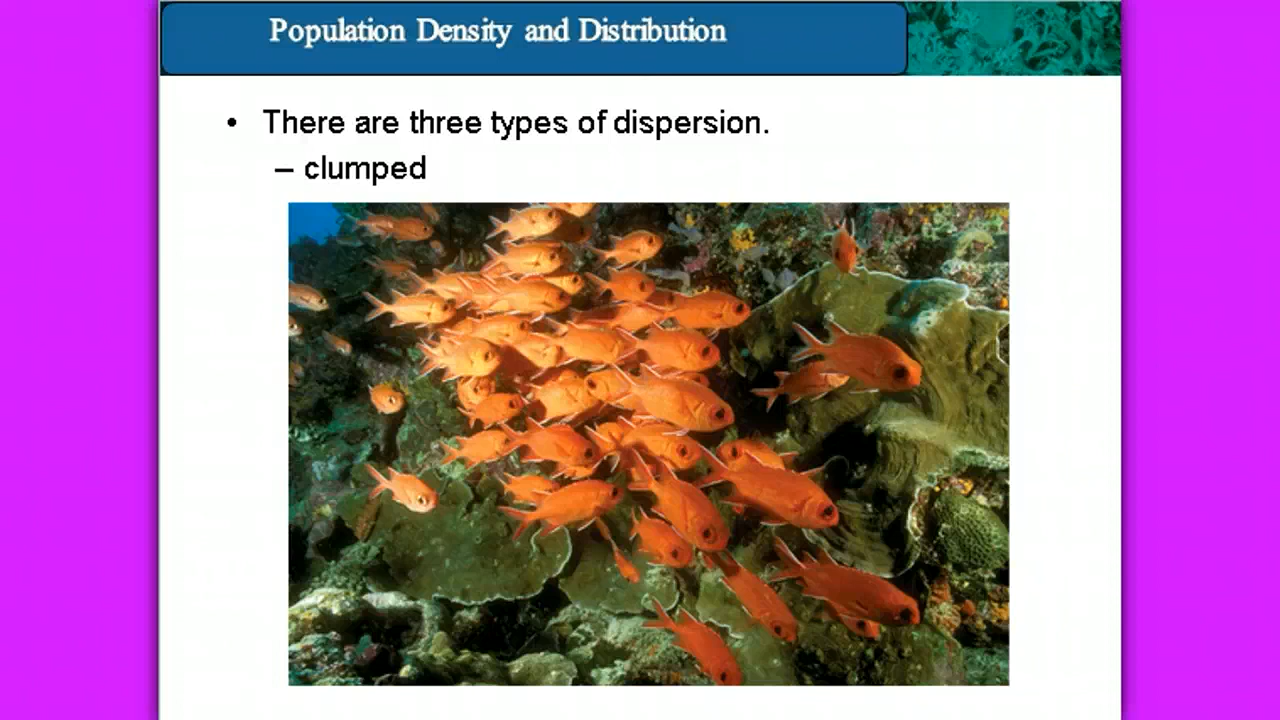 Population Density and Distribution
• There are three types of dispersion.
– clumped